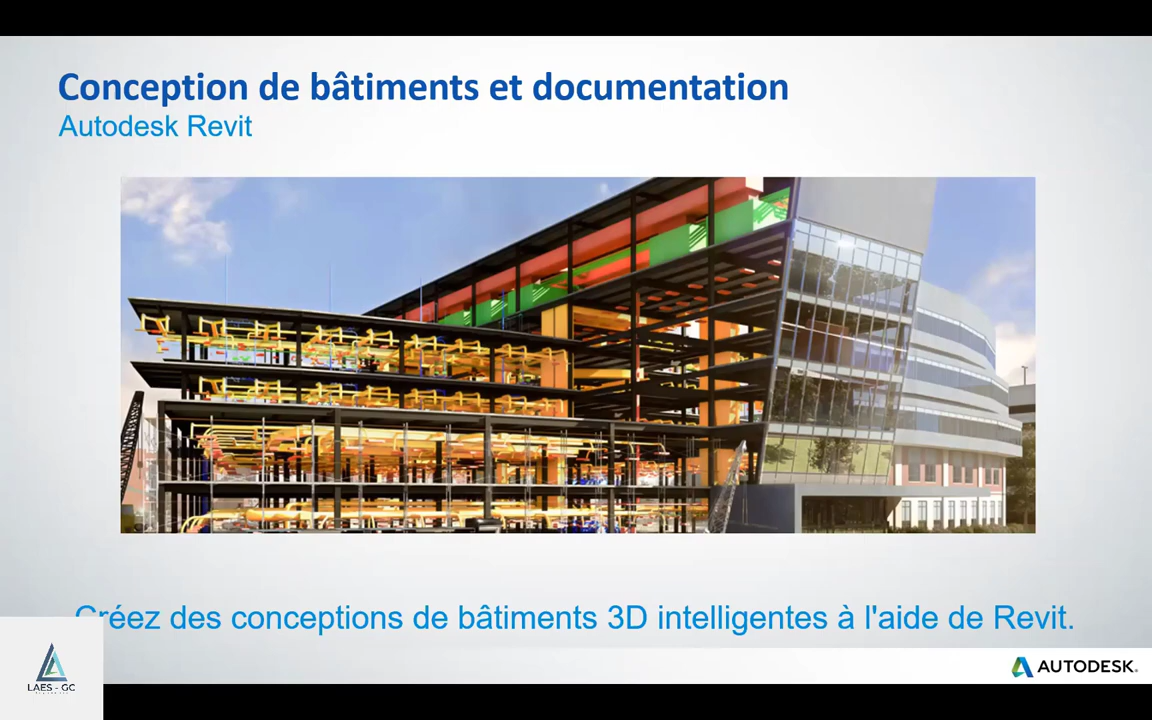 Conception de bâtiments et documentation
Autodesk Revit
Créez des conceptions de bâtiments 3D intelligentes à l'aide de Revit.
AUTODESK.
LAES - GC